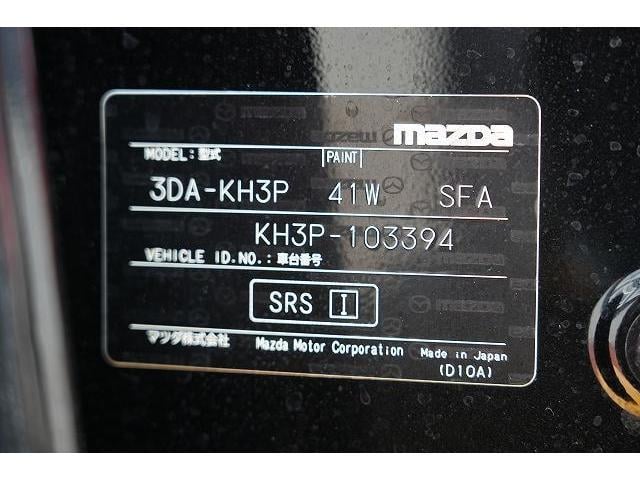 mazda
MODEL:型式 PAINT
3DA-KH3P 41W SFA
KH3P-103394
VEHICLE ID.NO.:車台番号
SRS I
マツダ株式会社 Mazda Motor Corporation Made in Japan
(D10A)